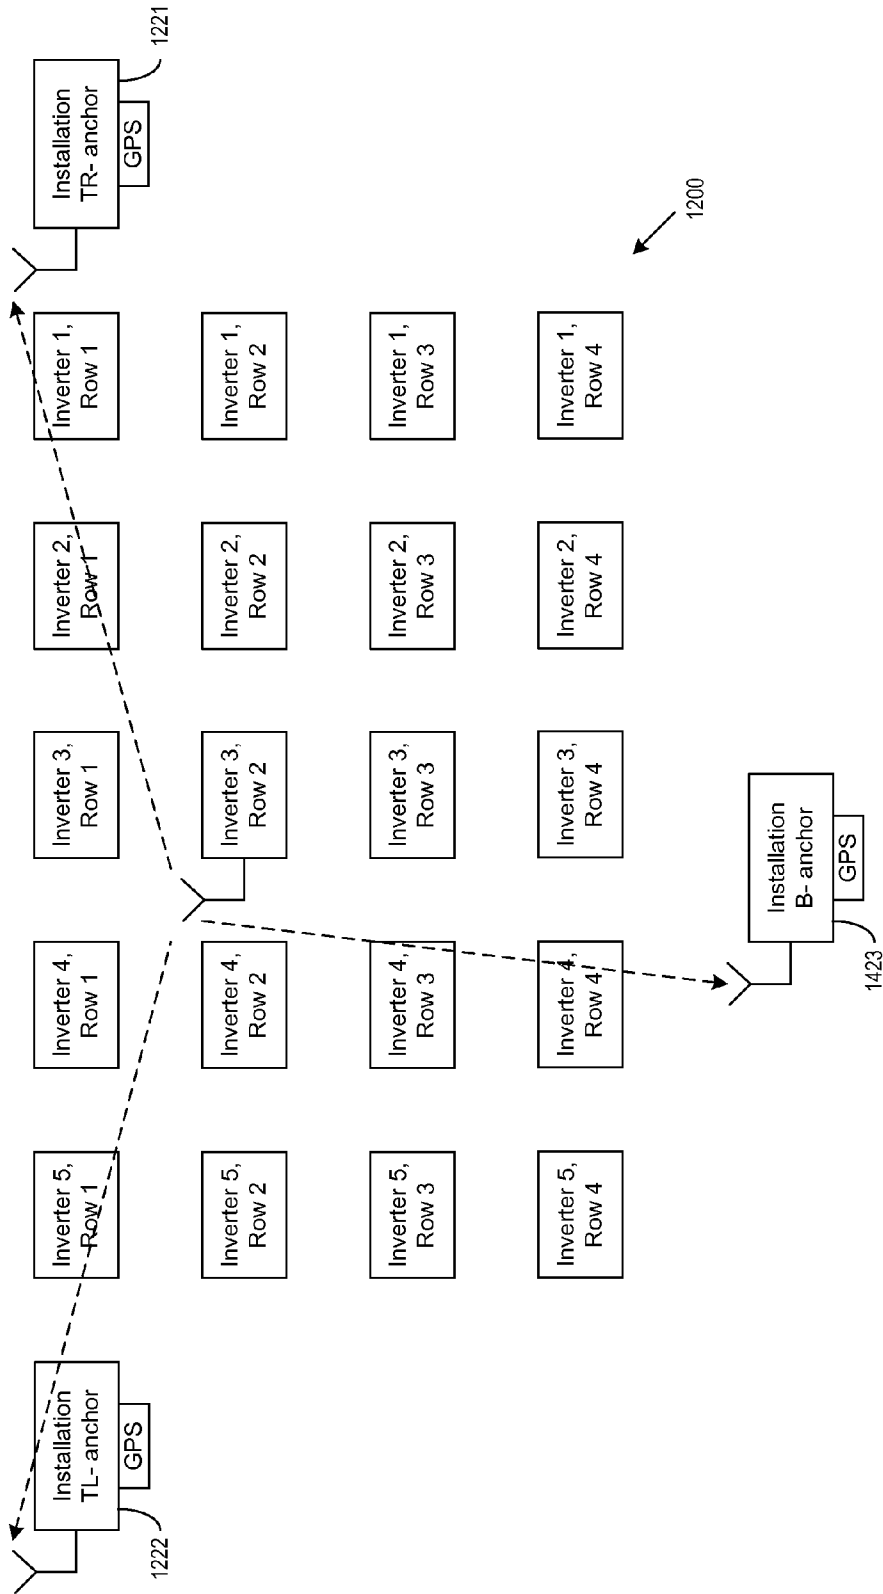 Installation
TL- anchor
GPS
1222
Inverter 5,
Row 1
Inverter 4,
Row 1
Inverter 3,
Row 1
Inverter 2,
Row 1
Inverter 1,
Row 1
Installation
TR- anchor
GPS
1221
Inverter 5,
Row 2
Inverter 4,
Row 2
Inverter 3,
Row 2
Inverter 2,
Row 2
Inverter 1,
Row 2
Inverter 5,
Row 3
Inverter 4,
Row 3
Inverter 3,
Row 3
Inverter 2,
Row 3
Inverter 1,
Row 3
Inverter 5,
Row 4
Inverter 4,
Row 4
Inverter 3,
Row 4
Inverter 2,
Row 4
Inverter 1,
Row 4
1200
Installation
B- anchor
GPS
1423